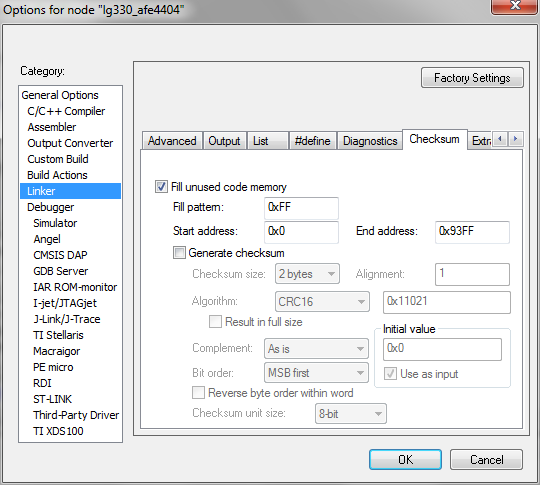 Options for node "lg330_afe4404"
Category:
General Options
C/C++ Compiler
Assembler
Output Converter
Custom Build
Build Actions
Linker
Debugger
Simulator
Angel
CMSIS DAP
GDB Server
IAR ROM-monitor
I-jet/JTAGjet
J-Link/J-Trace
TI Stellaris
Macraigor
PE micro
RDI
ST-LINK
Third-Party Driver
TI XDS100
Factory Settings
Advanced Output List #define Diagnostics Checksum Extra
Fill unused code memory
Fill pattern: 0xFF
Start address: 0x0 End address: 0x93FF
Generate checksum
Checksum size: 2 bytes Alignment: 1
Algorithm: CRC16 0x11021
Result in full size
Initial value
Complement: As is 0x0
Bit order: MSB first Use as input
Reverse byte order within word
Checksum unit size: 8-bit
OK Cancel